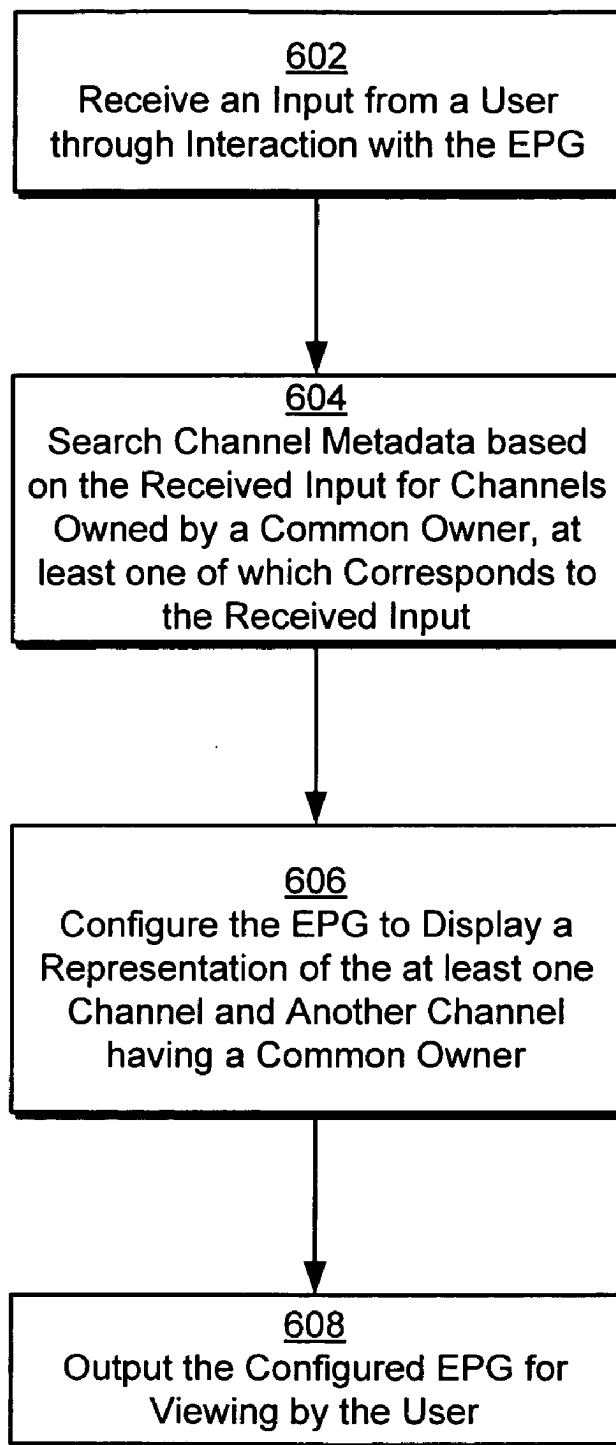 602
Receive an Input from a User
through Interaction with the EPG
604
Search Channel Metadata based
on the Received Input for Channels
Owned by a Common Owner, at
least one of which Corresponds to
the Received Input
606
Configure the EPG to Display a
Representation of the at least one
Channel and Another Channel
having a Common Owner
608
Output the Configured EPG for
Viewing by the User